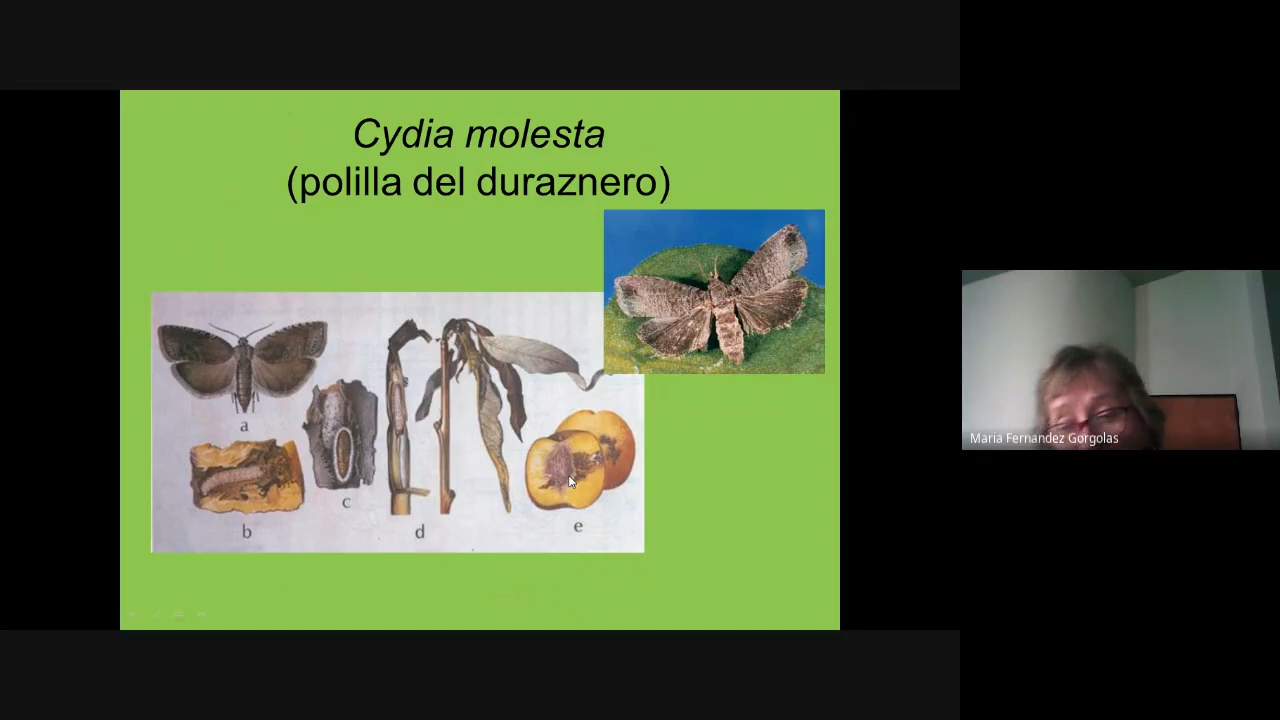 Cydia molesta
(polilla del duraznero)
a
b
c
d
e
Maria Fernandez Gorgolas